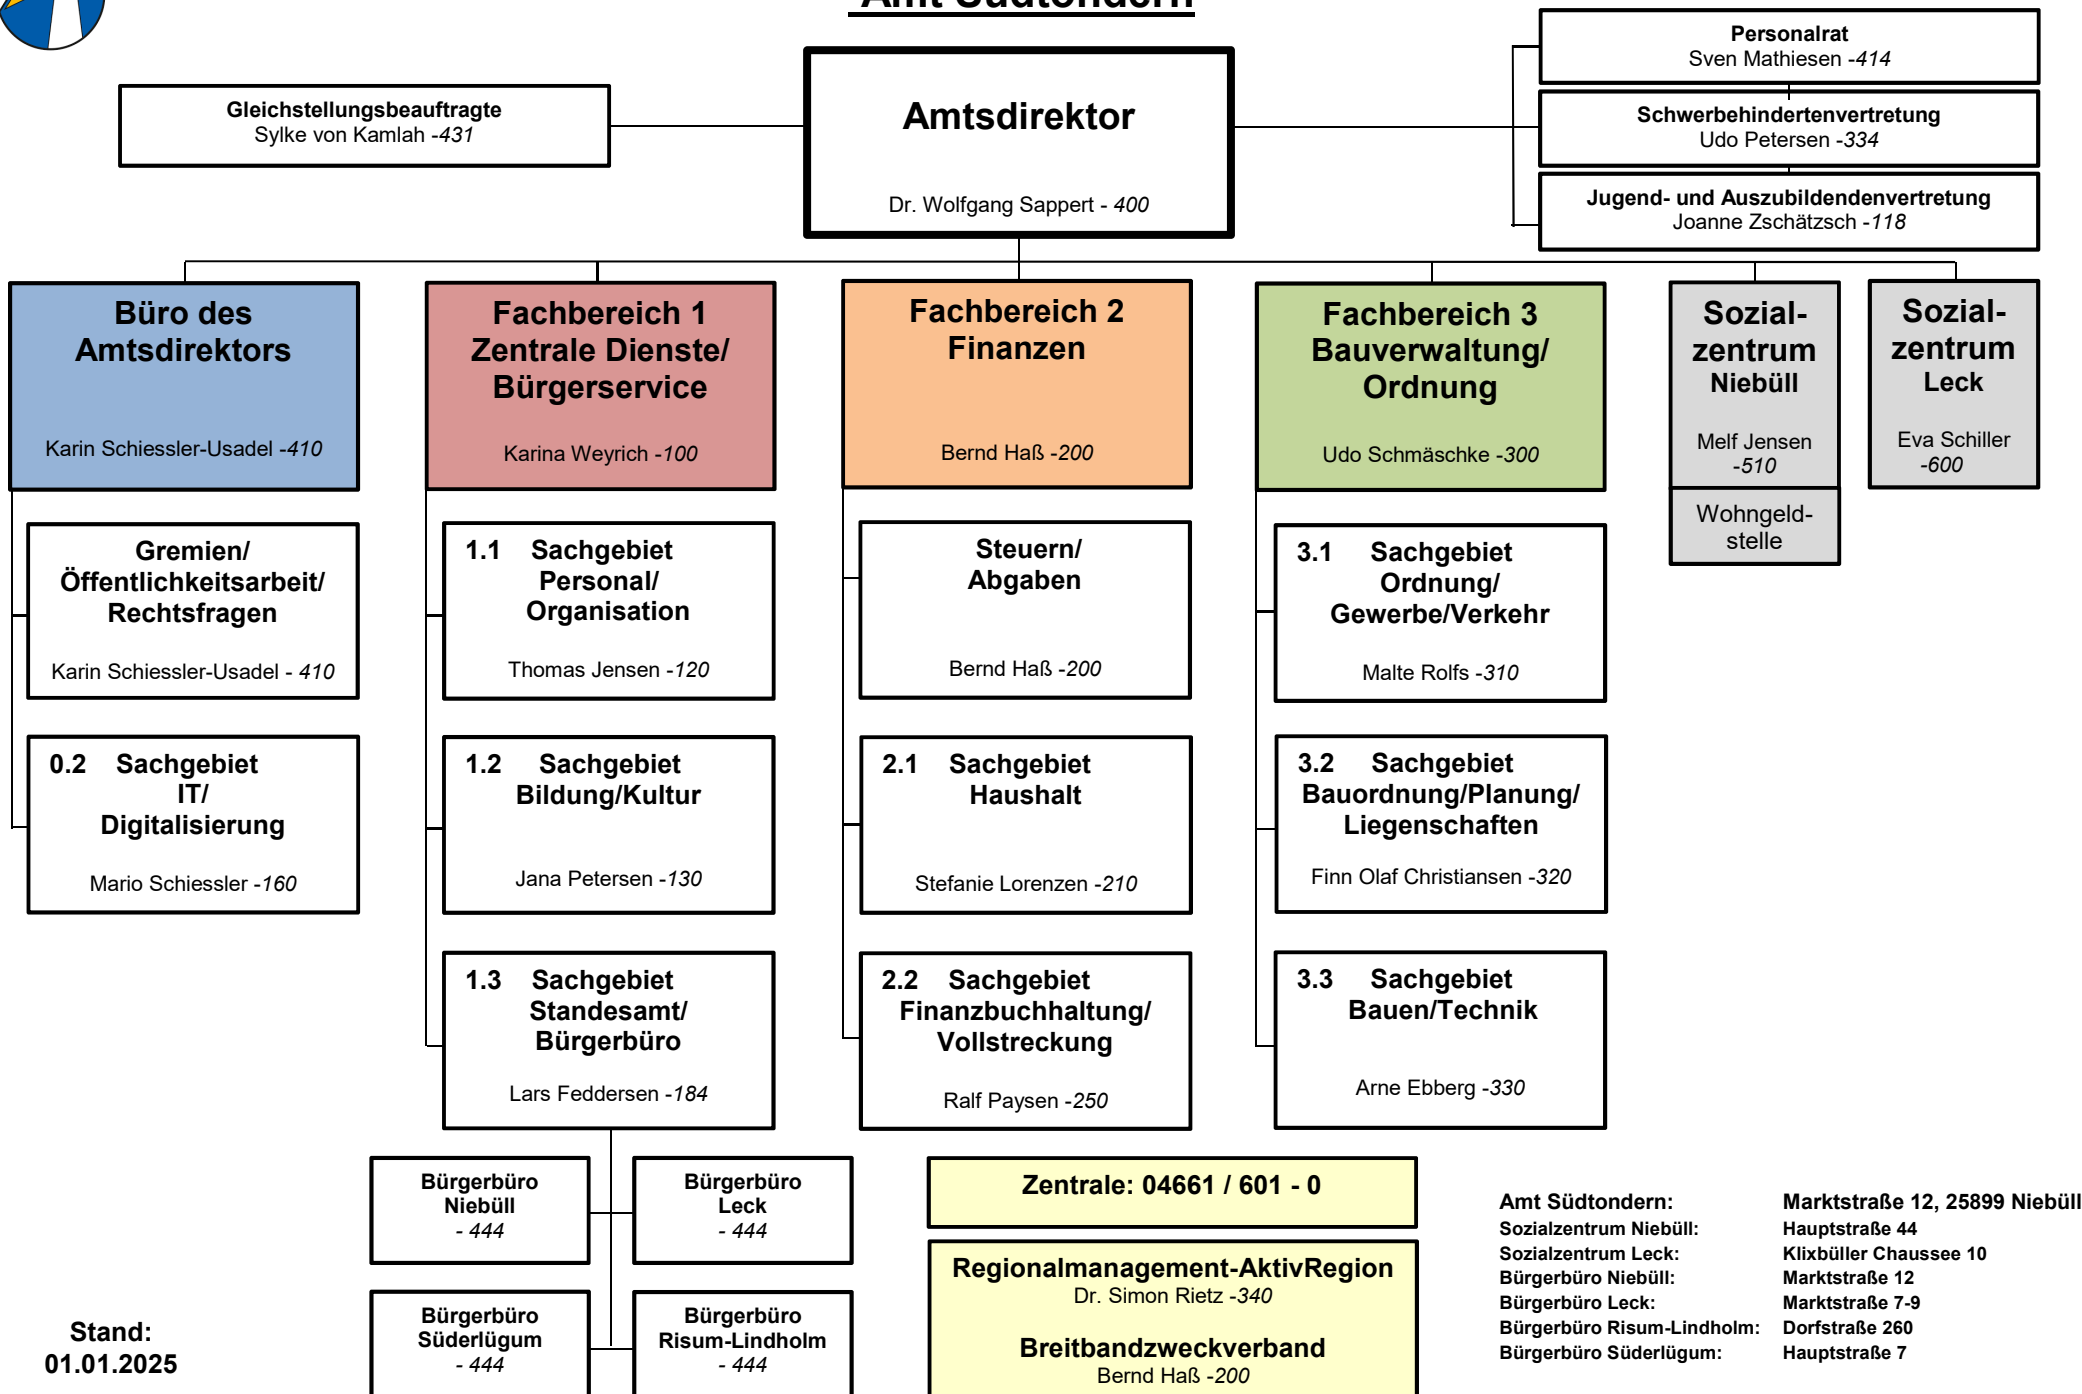 Amt Südtondern
Personalrat
Sven Mathiesen -414
Gleichstellungsbeauftragte
Sylke von Kamlah -431
Amtsdirektor
Dr. Wolfgang Sappert - 400
Schwerbehindertenvertretung
Udo Petersen -334
Jugend- und Auszubildendenvertretung
Joanne Zschätzsch -118
Büro des
Amtsdirektors
Karin Schiessler-Usadel -410
Fachbereich 1
Zentrale Dienste/
Bürgerservice
Karina Weyrich -100
Fachbereich 2
Finanzen
Bernd Haß -200
Fachbereich 3
Bauverwaltung/
Ordnung
Udo Schmäschke -300
Sozial-
zentrum
Niebüll
Melf Jensen
-510
Wohngeld-
stelle
Sozial-
zentrum
Leck
Eva Schiller
-600
Gremien/
Öffentlichkeitsarbeit/
Rechtsfragen
Karin Schiessler-Usadel - 410
1.1 Sachgebiet
Personal/
Organisation
Thomas Jensen -120
Steuern/
Abgaben
Bernd Haß -200
3.1 Sachgebiet
Ordnung/
Gewerbe/Verkehr
Malte Rolfs -310
0.2 Sachgebiet
IT/
Digitalisierung
Mario Schiessler -160
1.2 Sachgebiet
Bildung/Kultur
Jana Petersen -130
2.1 Sachgebiet
Haushalt
Stefanie Lorenzen -210
3.2 Sachgebiet
Bauordnung/Planung/
Liegenschaften
Finn Olaf Christiansen -320
1.3 Sachgebiet
Standesamt/
Bürgerbüro
Lars Feddersen -184
2.2 Sachgebiet
Finanzbuchhaltung/
Vollstreckung
Ralf Paysen -250
3.3 Sachgebiet
Bauen/Technik
Arne Ebberg -330
Bürgerbüro
Niebüll
- 444
Bürgerbüro
Leck
- 444
Bürgerbüro
Süderlügum
- 444
Bürgerbüro
Risum-Lindholm
- 444
Zentrale: 04661 / 601 - 0
Regionalmanagement-AktivRegion
Dr. Simon Rietz -340
Breitbandzweckverband
Bernd Haß -200
Amt Südtondern: Marktstraße 12, 25899 Niebüll
Sozialzentrum Niebüll: Hauptstraße 44
Sozialzentrum Leck: Klixbüller Chaussee 10
Bürgerbüro Niebüll: Marktstraße 12
Bürgerbüro Leck: Marktstraße 7-9
Bürgerbüro Risum-Lindholm: Dorfstraße 260
Bürgerbüro Süderlügum: Hauptstraße 7
Stand:
01.01.2025